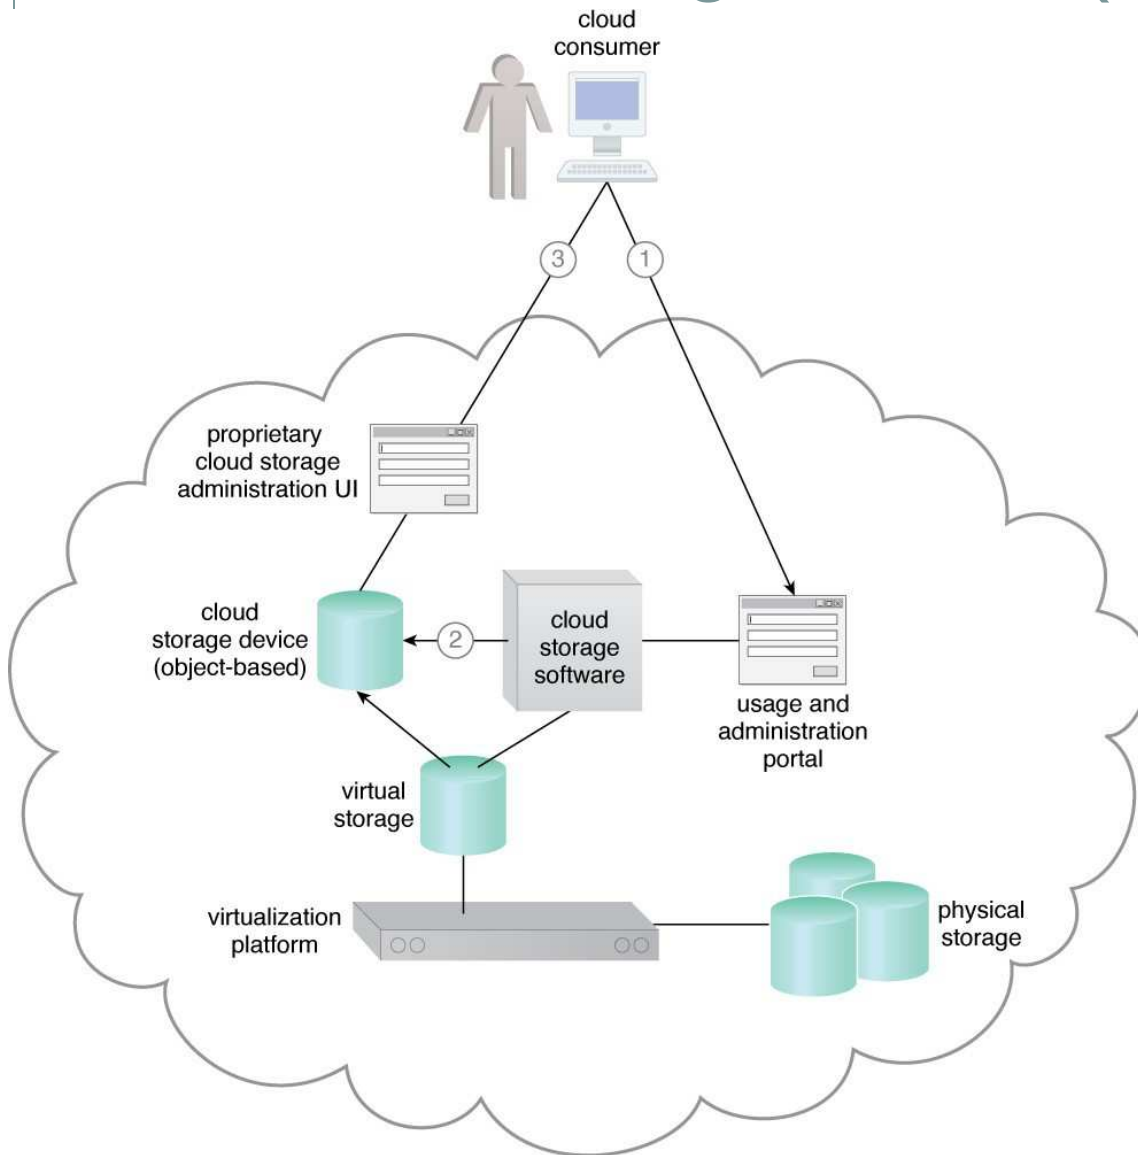 cloud
consumer
3
1
proprietary
cloud storage
administration UI
cloud
storage device
(object-based)
2
cloud
storage
software
usage and
administration
portal
virtual
storage
virtualization
platform
physical
storage